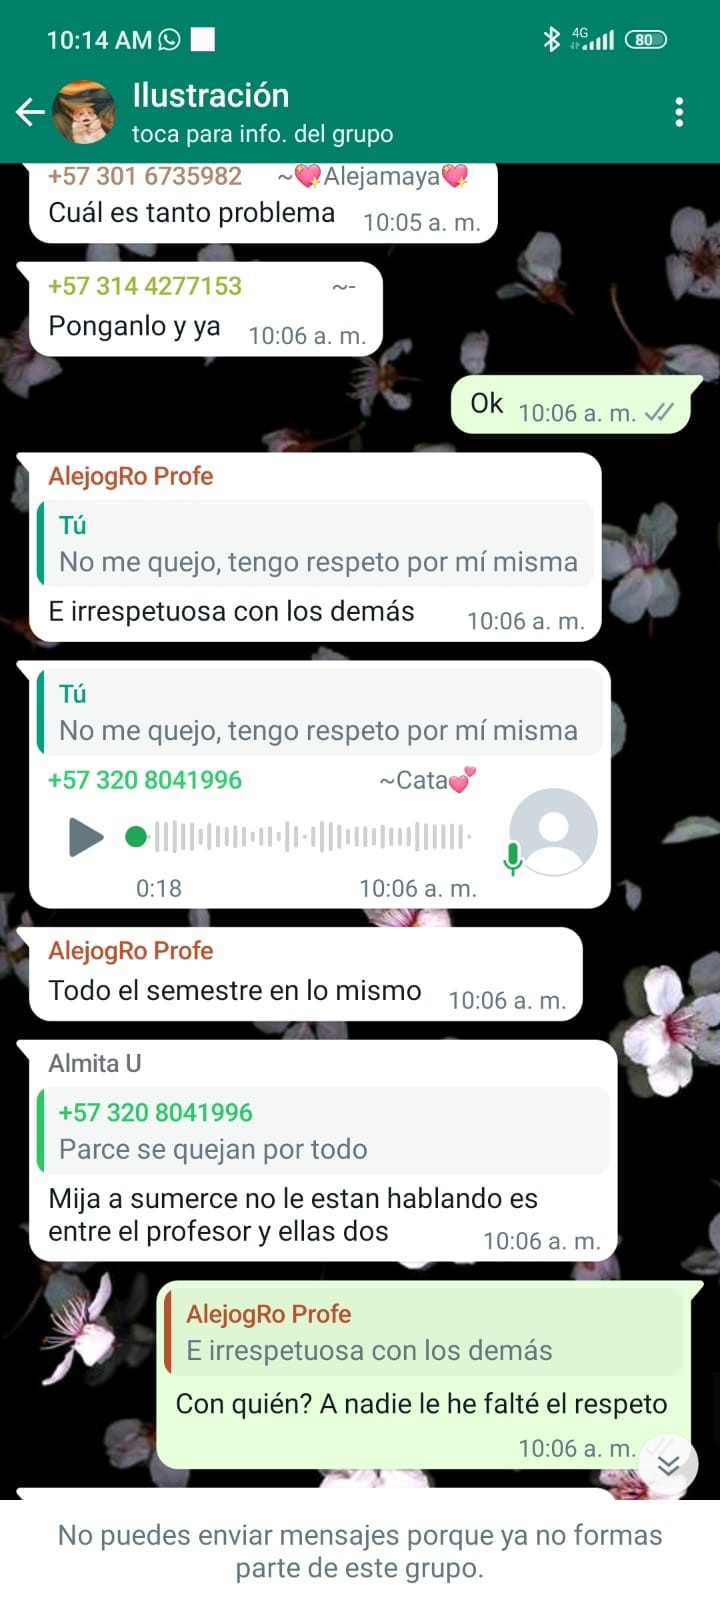 10:14 AM
4G
80
Ilustración
toca para info. del grupo
+57 301 6735982 ~💖Alejamaya💖
Cuál es tanto problema 10:05 a. m.
+57 314 4277153 ~-
Ponganlo y ya 10:06 a. m.
Ok 10:06 a. m.
AlejogRo Profe
Tú
No me quejo, tengo respeto por mí misma
E irrespetuosa con los demás 10:06 a. m.
Tú
No me quejo, tengo respeto por mí misma
+57 320 8041996 ~Cata💕
0:18 10:06 a. m.
AlejogRo Profe
Todo el semestre en lo mismo 10:06 a. m.
Almita U
+57 320 8041996
Parce se quejan por todo
Mija a sumerce no le estan hablando es
entre el profesor y ellas dos 10:06 a. m.
AlejogRo Profe
E irrespetuosa con los demás
Con quién? A nadie le he falté el respeto
10:06 a. m.
No puedes enviar mensajes porque ya no formas
parte de este grupo.